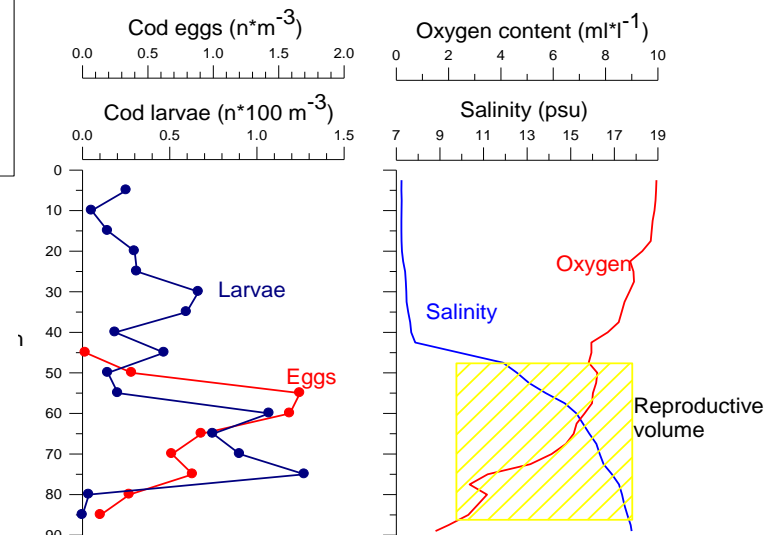 Cod eggs (n*m-3)
0.0 0.5 1.0 1.5 2.0
Cod larvae (n*100 m-3)
0.0 0.5 1.0 1.5
Oxygen content (ml*l-1)
0 2 4 6 8 10
Salinity (psu)
7 9 11 13 15 17 19
0
10
20
30
40
50
60
70
80
90
Larvae
Eggs
Oxygen
Salinity
Reproductive
volume